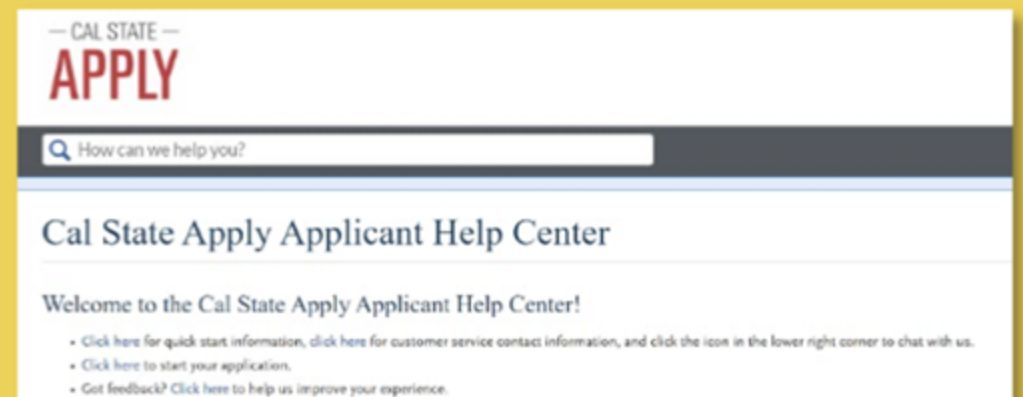 — CAL STATE —
APPLY
How can we help you?
Cal State Apply Applicant Help Center
Welcome to the Cal State Apply Applicant Help Center!
• Click here for quick start information, click here for customer service contact information, and click the icon in the lower right corner to chat with us.
• Click here to start your application.
• Got feedback? Click here to help us improve your experience.